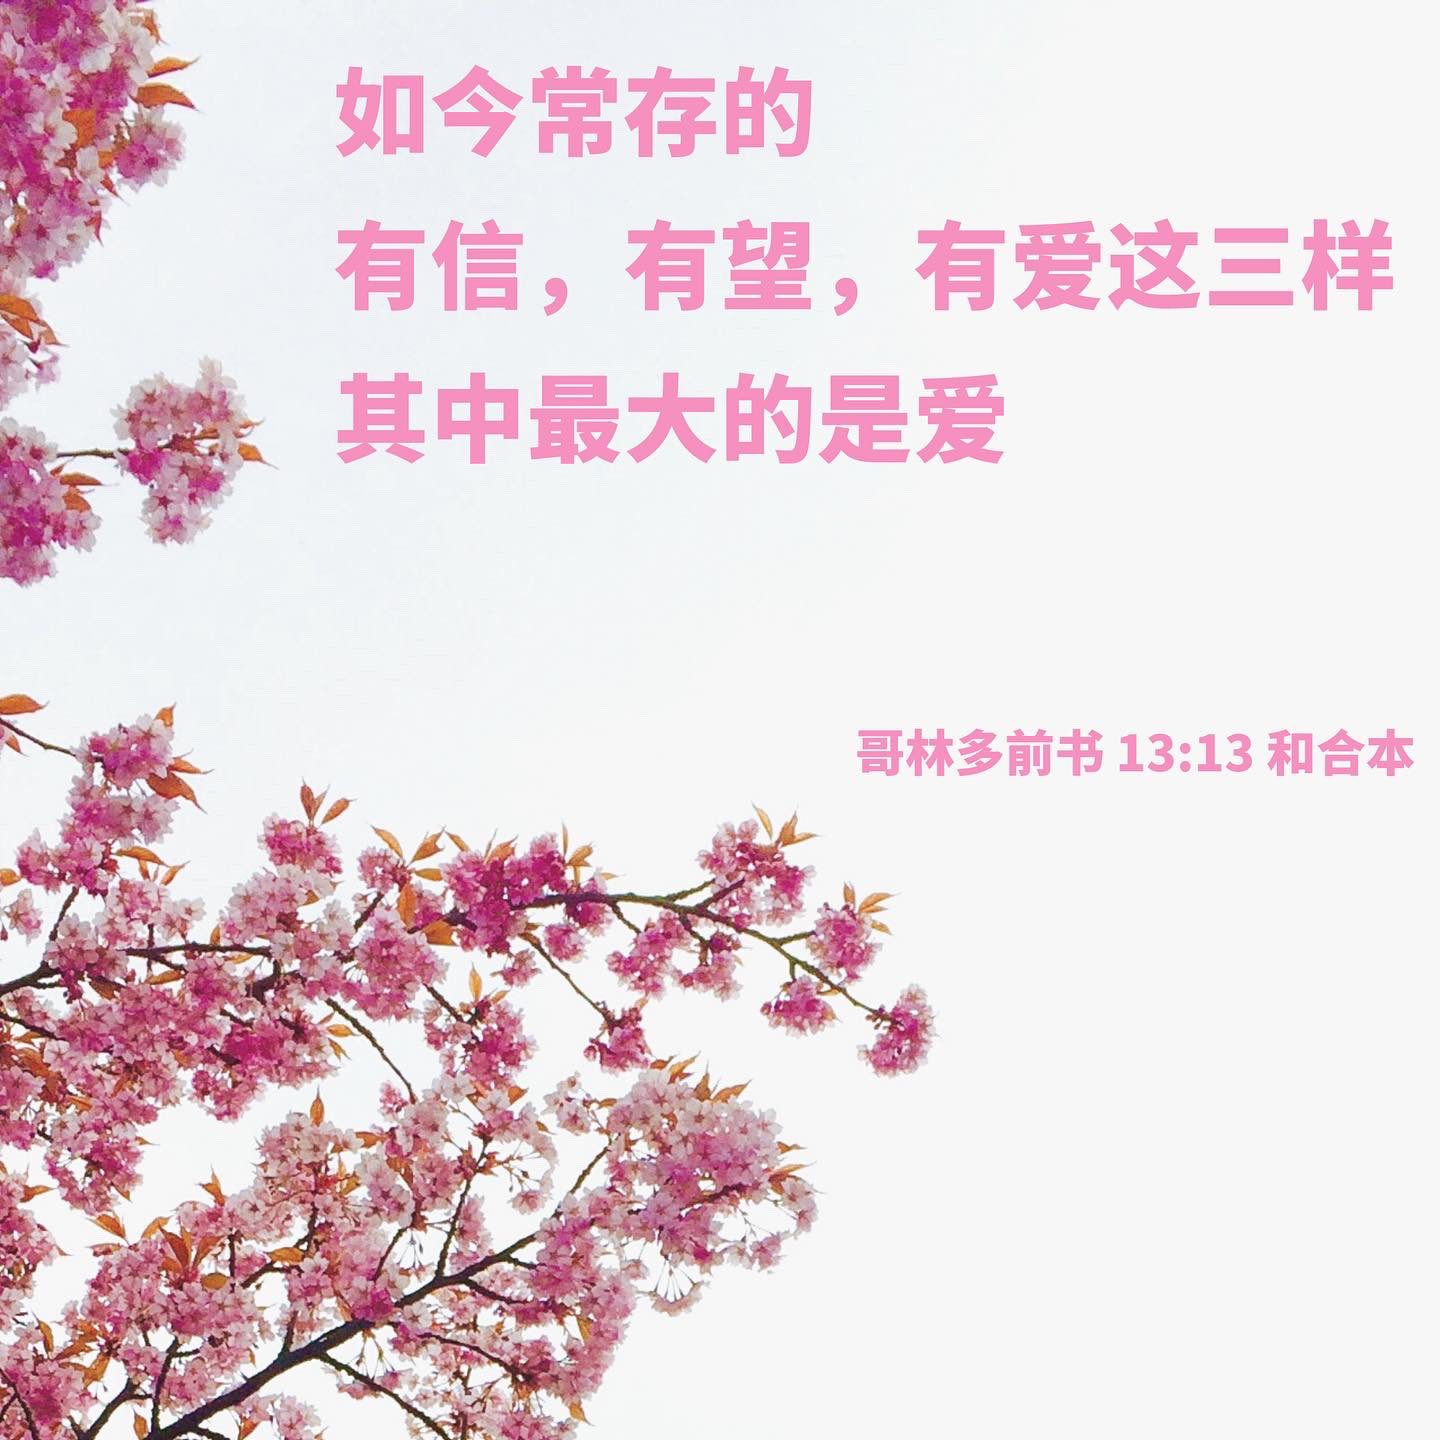 如今常存的
有信，有望，有爱这三样
其中最大的是爱
哥林多前书 13:13 和合本